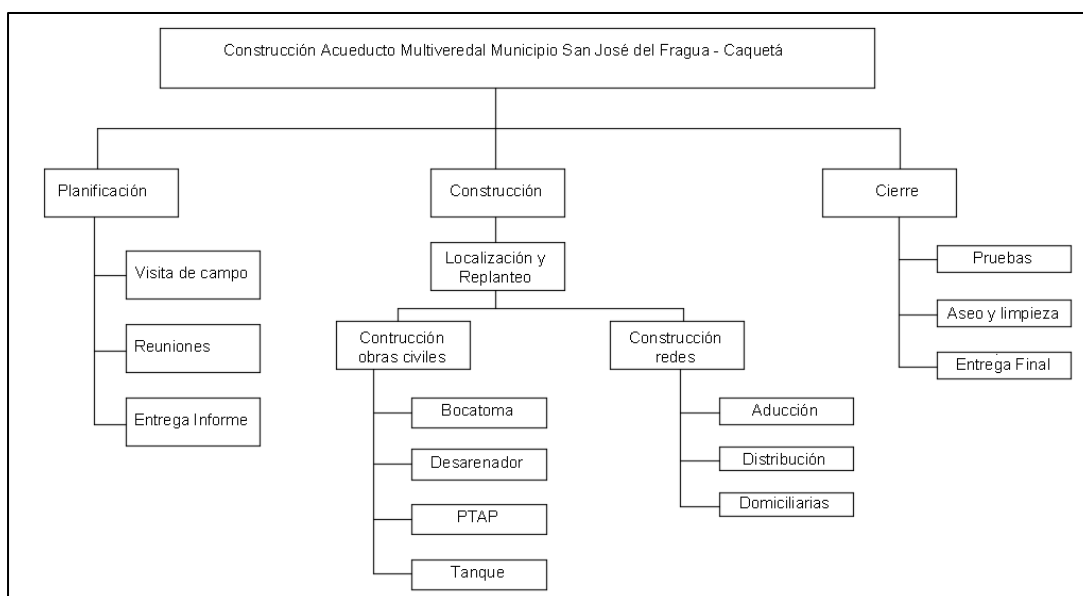 Construcción Acueducto Multiveredal Municipio San José del Fragua - Caquetá
Planificación
Visita de campo
Reuniones
Entrega Informe
Construcción
Localización y
Replanteo
Contrucción
obras civiles
Bocatoma
Desarenador
PTAP
Tanque
Construcción
redes
Aducción
Distribución
Domiciliarias
Cierre
Pruebas
Aseo y limpieza
Entrega Final